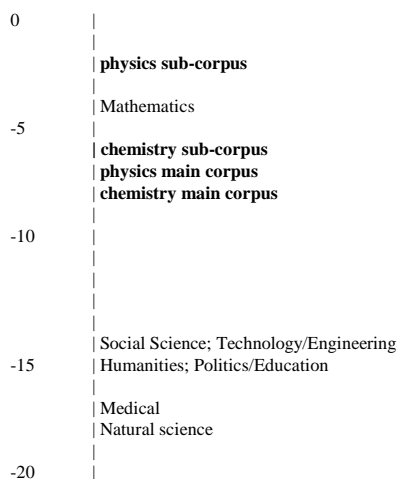 0
physics sub-corpus
Mathematics
-5
chemistry sub-corpus
physics main corpus
chemistry main corpus
-10
Social Science; Technology/Engineering
-15 Humanities; Politics/Education
Medical
Natural science
-20